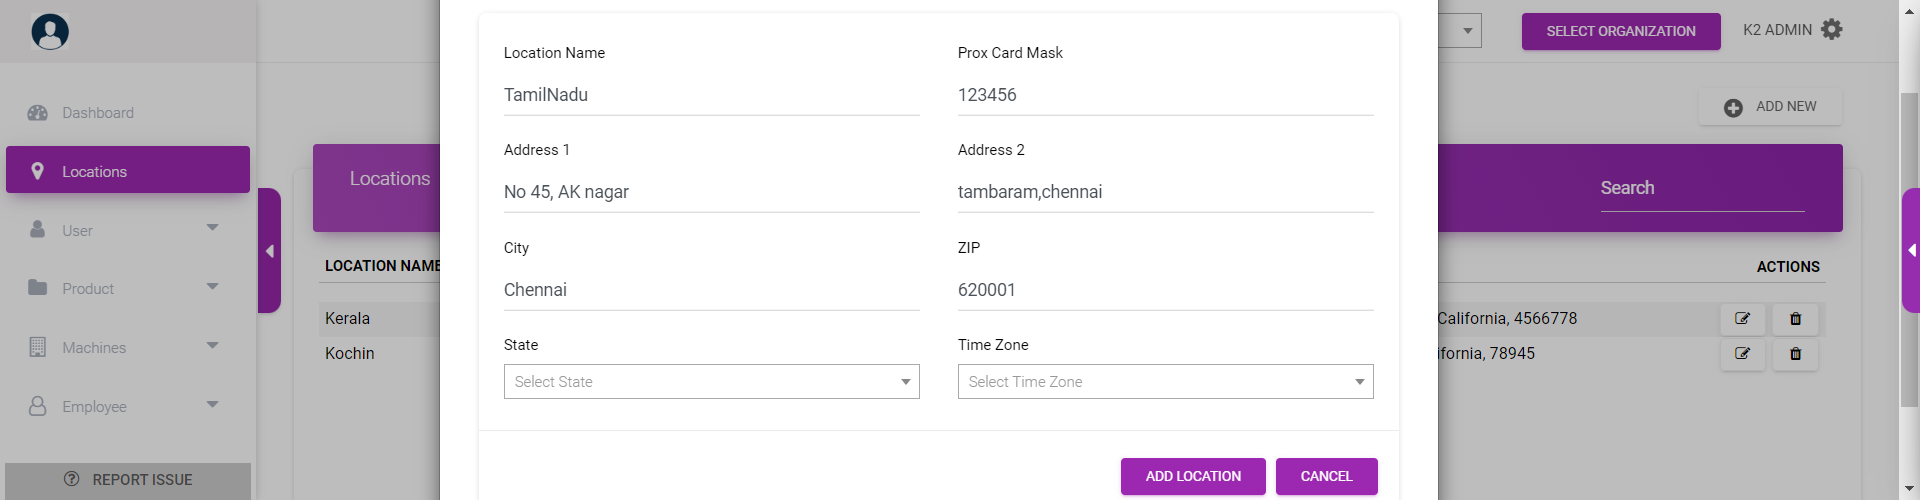 SELECT ORGANIZATION
K2 ADMIN
Dashboard
Locations
User
Product
Machines
Employee
REPORT ISSUE
ADD NEW
Locations
Search
LOCATION NAME
ACTIONS
Kerala
California, 4566778
Kochin
ifornia, 78945
Location Name
Prox Card Mask
TamilNadu
123456
Address 1
Address 2
No 45, AK nagar
tambaram,chennai
City
ZIP
Chennai
620001
State
Time Zone
Select State
Select Time Zone
ADD LOCATION
CANCEL